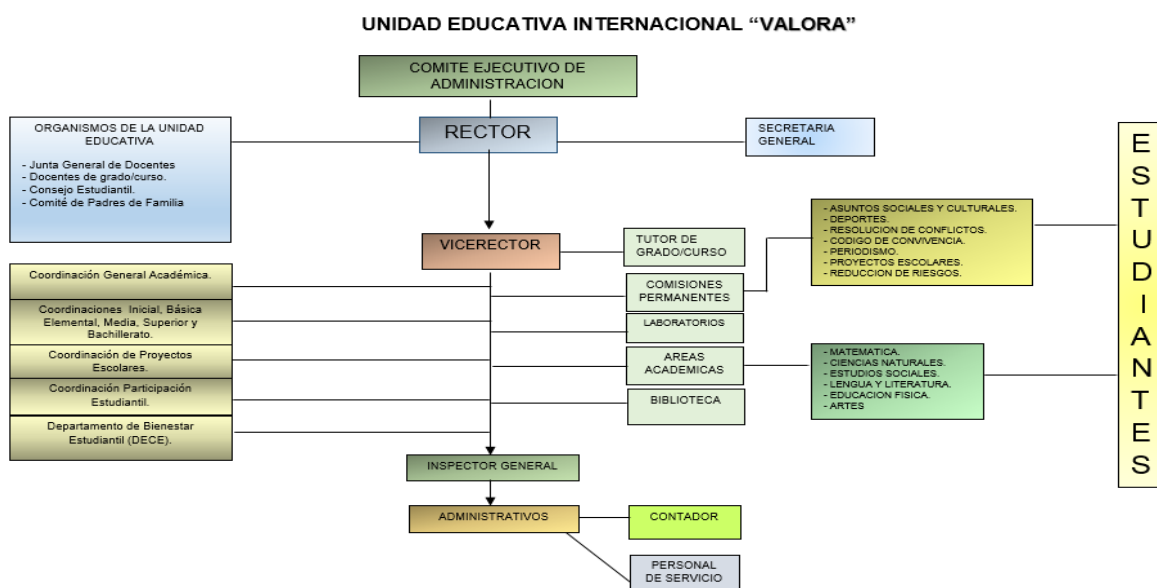 UNIDAD EDUCATIVA INTERNACIONAL “VALORA”
COMITE EJECUTIVO DE
ADMINISTRACION
ORGANISMOS DE LA UNIDAD
EDUCATIVA
- Junta General de Docentes
- Docentes de grado/curso.
- Consejo Estudiantil.
- Comité de Padres de Familia
RECTOR
SECRETARIA
GENERAL
VICERECTOR
TUTOR DE
GRADO/CURSO
Coordinación General Académica.
Coordinaciones Inicial, Básica
Elemental, Media, Superior y
Bachillerato.
Coordinación de Proyectos
Escolares.
Coordinación Participación
Estudiantil.
Departamento de Bienestar
Estudiantil (DECE).
COMISIONES
PERMANENTES
LABORATORIOS
AREAS
ACADEMICAS
BIBLIOTECA
- ASUNTOS SOCIALES Y CULTURALES.
- DEPORTES.
- RESOLUCION DE CONFLICTOS.
- CODIGO DE CONVIVENCIA.
- PERIODISMO.
- PROYECTOS ESCOLARES.
- REDUCCION DE RIESGOS.
- MATEMATICA.
- CIENCIAS NATURALES.
- ESTUDIOS SOCIALES.
- LENGUA Y LITERATURA.
- EDUCACION FISICA.
- ARTES
ESTUDIANTES
INSPECTOR GENERAL
ADMINISTRATIVOS
CONTADOR
PERSONAL
DE SERVICIO